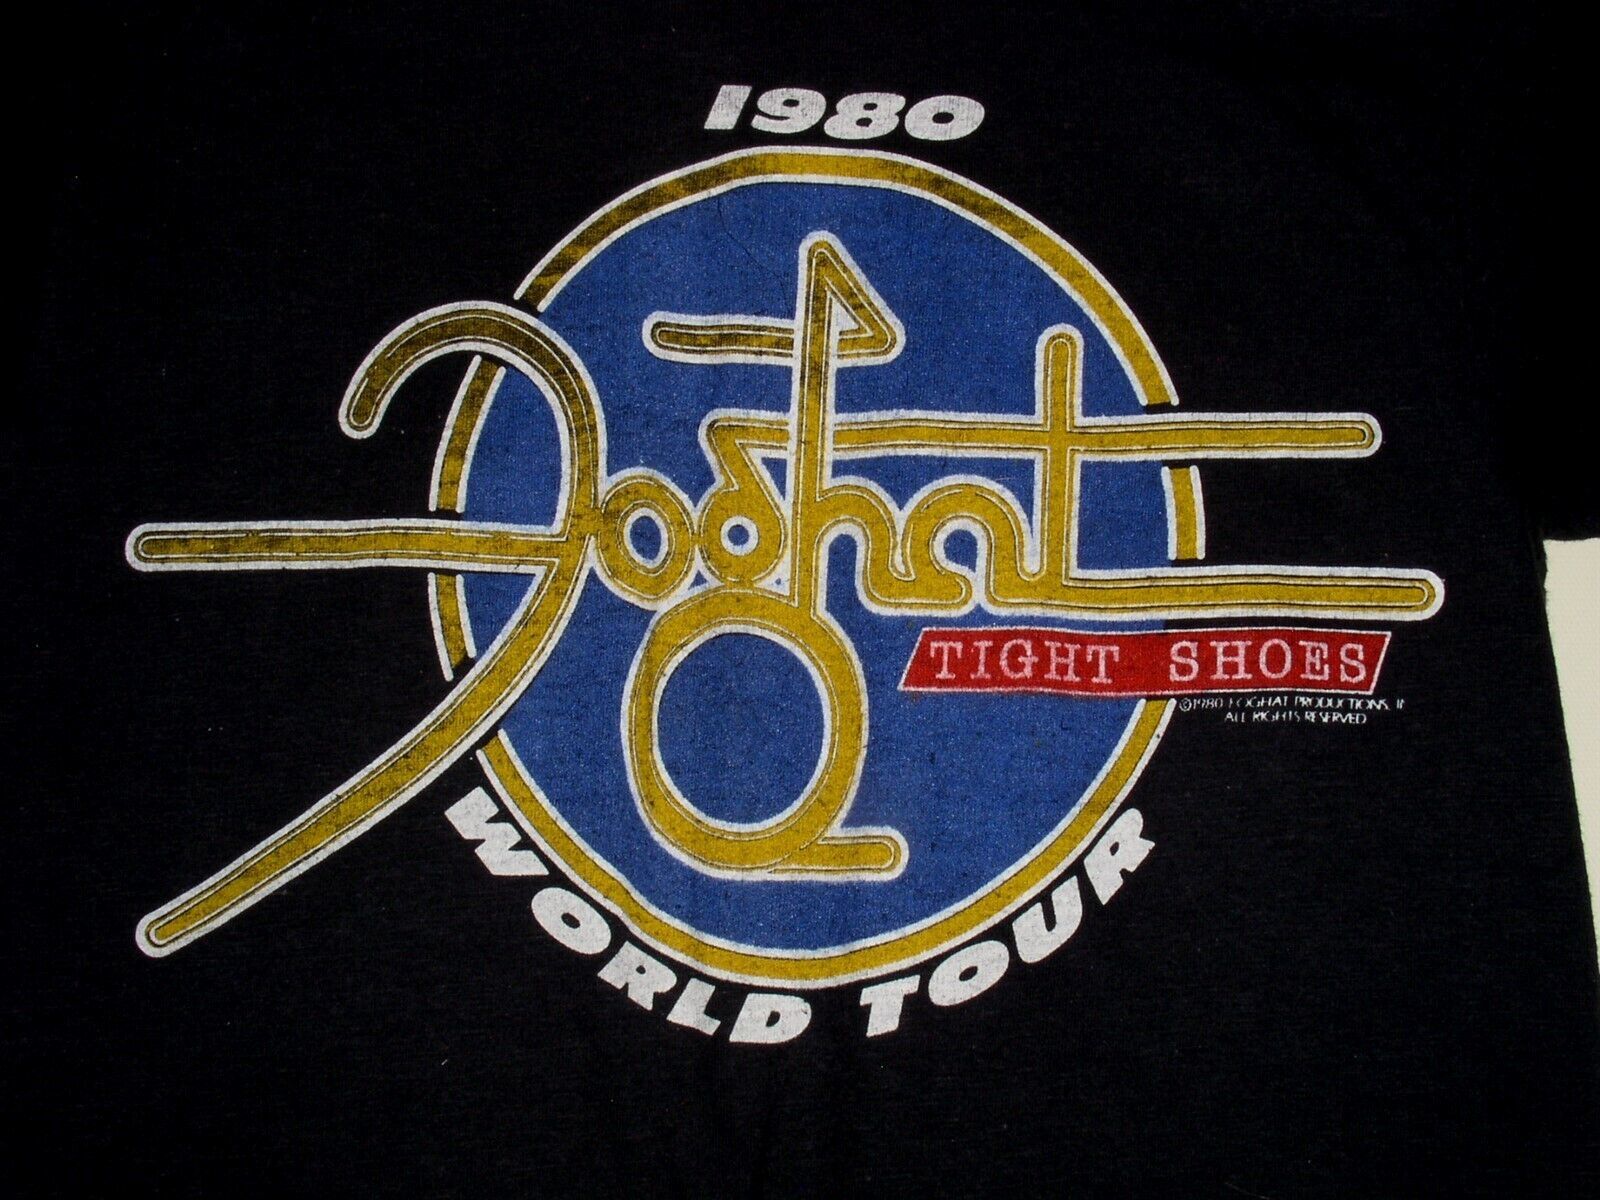 1980
Foghat
TIGHT SHOES
©1980 FOGHAT PRODUCTIONS,
ALL RIGHTS RESERVED
WORLD TOUR